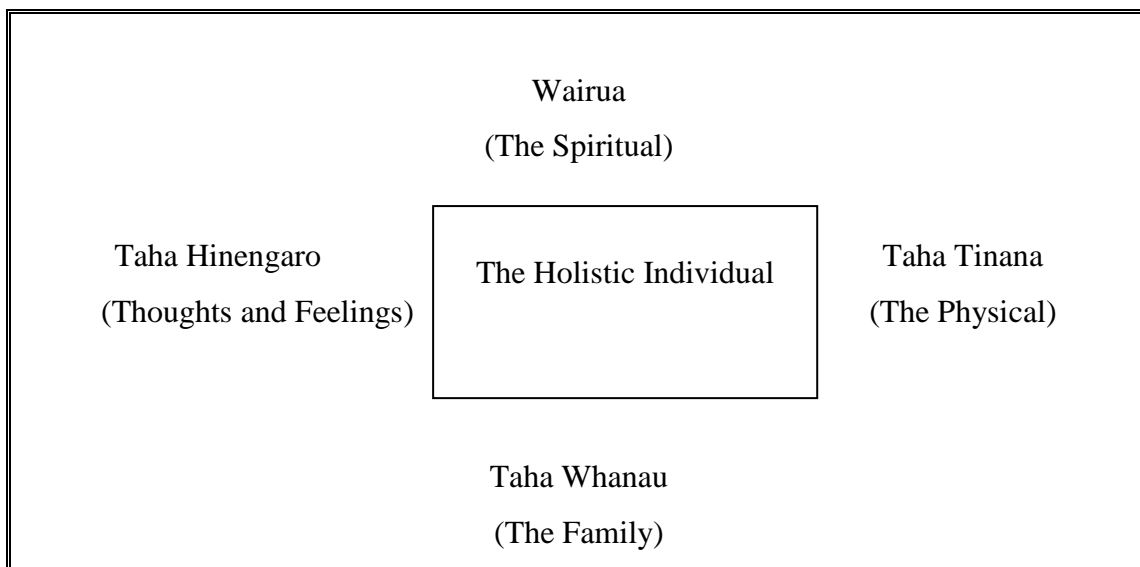 Wairua
(The Spiritual)
Taha Hinengaro
(Thoughts and Feelings)
The Holistic Individual
Taha Tinana
(The Physical)
Taha Whanau
(The Family)